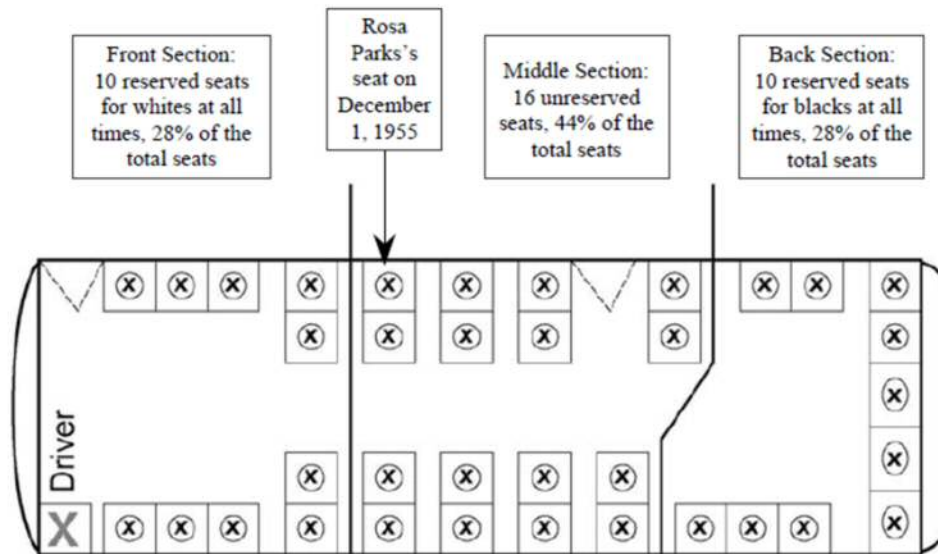 Front Section:
10 reserved seats
for whites at all
times, 28% of the
total seats
Rosa
Parks's
seat on
December
1, 1955
Middle Section:
16 unreserved
seats, 44% of the
total seats
Back Section:
10 reserved seats
for blacks at all
times, 28% of the
total seats
X X X X X X X X X X X
X X X X X X
X
X X X X X
X
Driver
X X X X X X X X X X X X